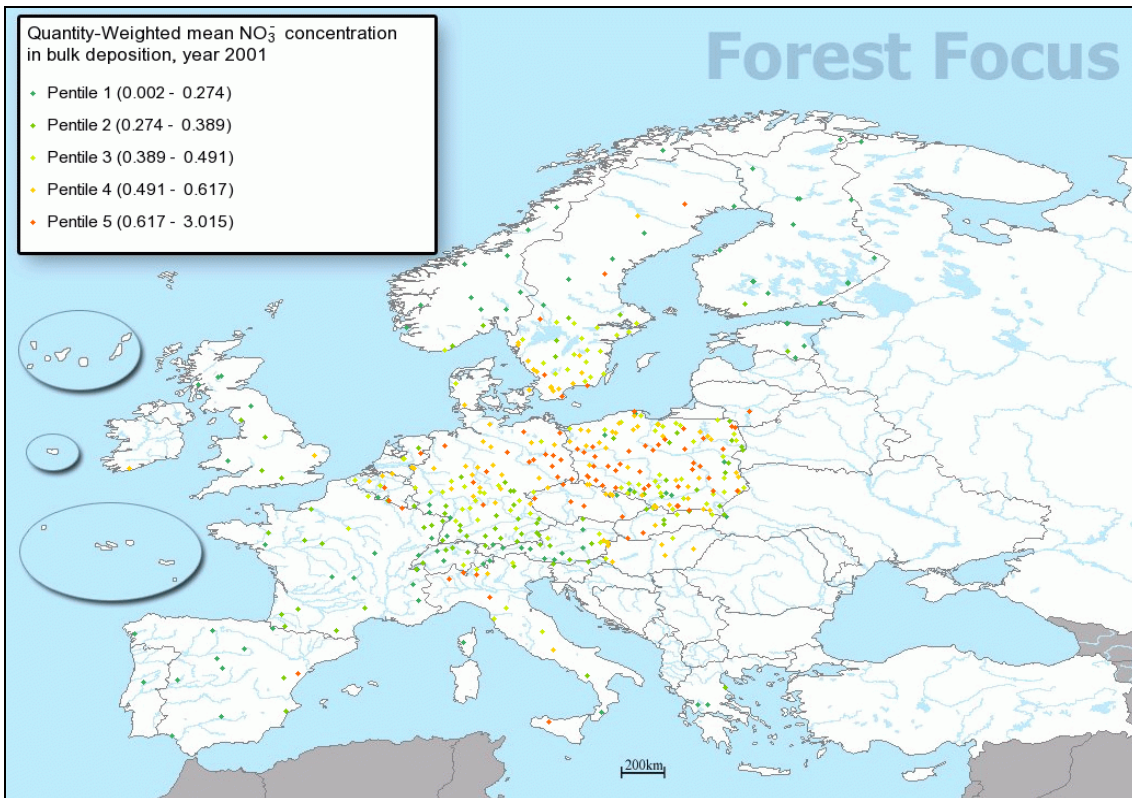 Quantity-Weighted mean NO₃⁻ concentration
in bulk deposition, year 2001
Pentile 1 (0.002 - 0.274)
Pentile 2 (0.274 - 0.389)
Pentile 3 (0.389 - 0.491)
Pentile 4 (0.491 - 0.617)
Pentile 5 (0.617 - 3.015)
Forest Focus
200km